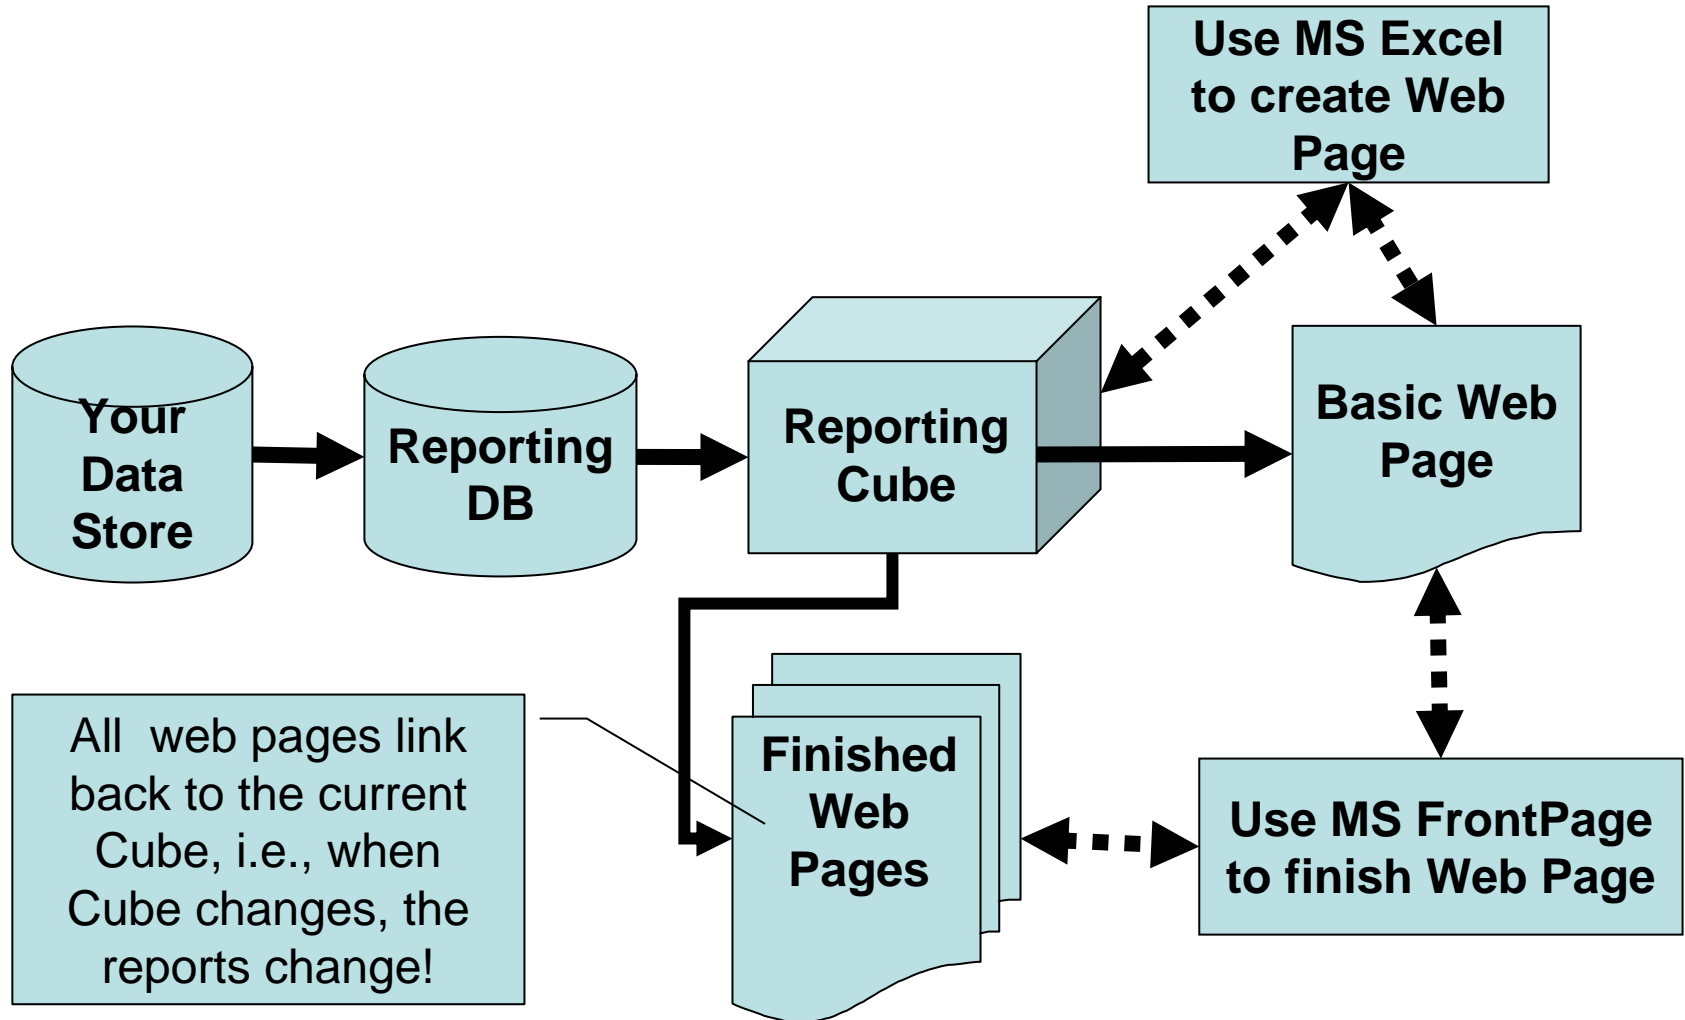 Use MS Excel
to create Web
Page
Your
Data
Store
Reporting
DB
Reporting
Cube
Basic Web
Page
All web pages link
back to the current
Cube, i.e., when
Cube changes, the
reports change!
Finished
Web
Pages
Use MS FrontPage
to finish Web Page